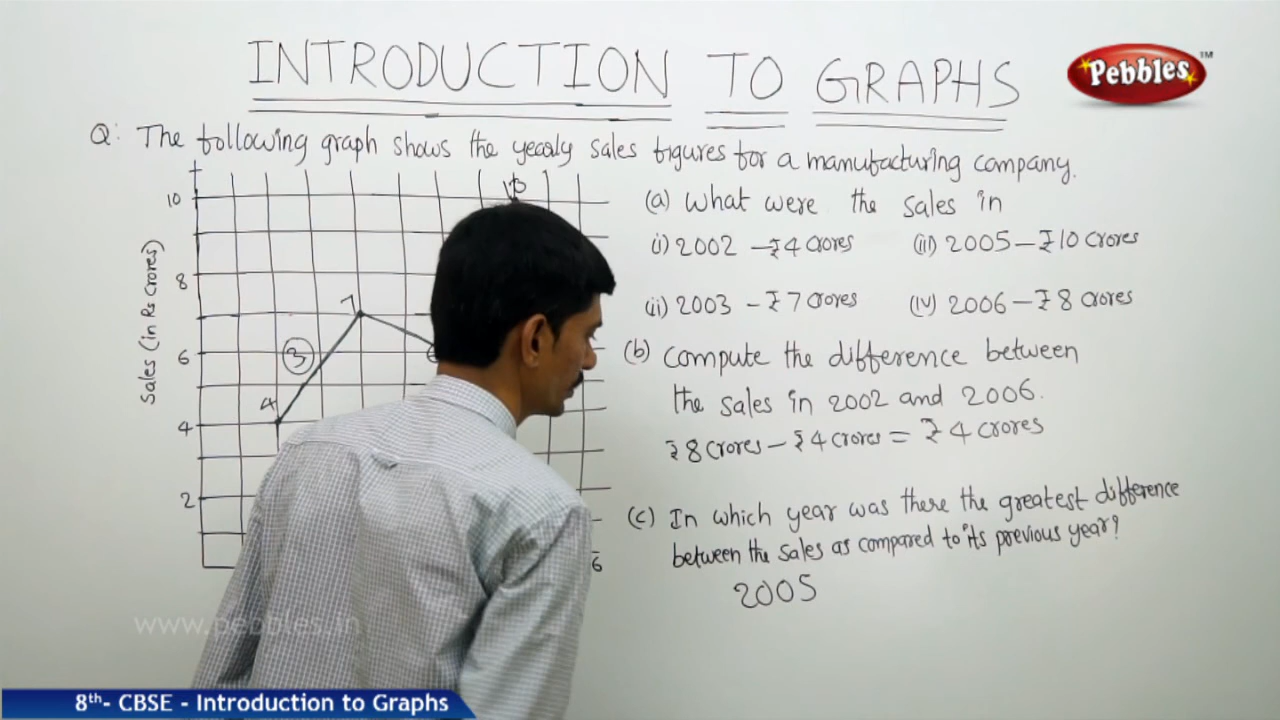 INTRODUCTION TO GRAPHS
Pebbles™
Q: The following graph shows the yearly sales figures for a manufacturing company.
10
8
6
4
2
Sales (in Rs crores)
4
3
7
10
6
(a) What were the sales in
i) 2002 – ₹4 crores
(iii) 2005 – ₹10 crores
(ii) 2003 – ₹7 crores
(iv) 2006 – ₹8 crores
(b) Compute the difference between
the sales in 2002 and 2006.
₹8 crores – ₹4 crores = ₹4 crores
(c) In which year was there the greatest difference
between the sales as compared to its previous year?
2005
www.pebbles.in
8th- CBSE - Introduction to Graphs